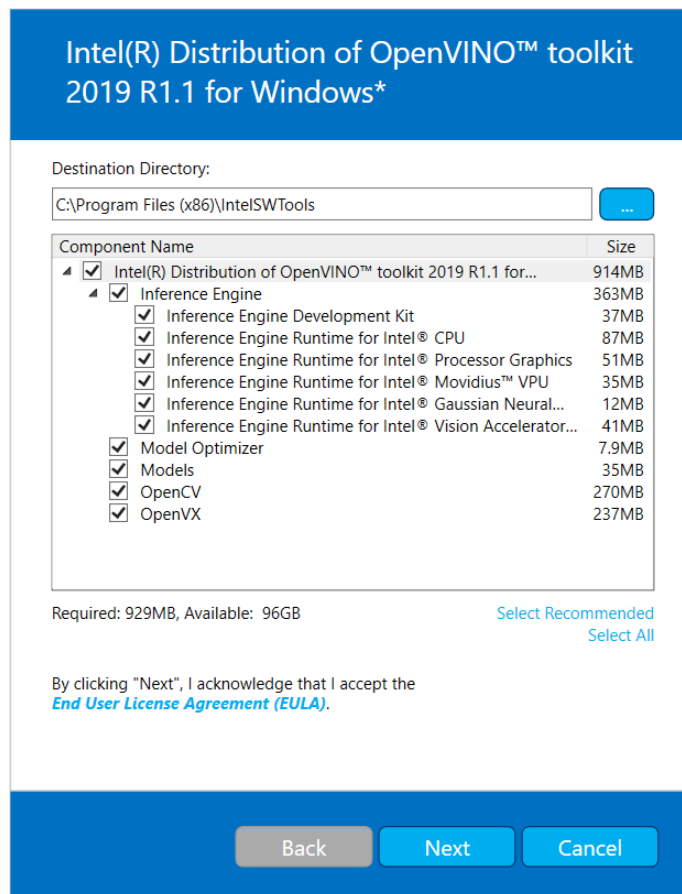 Intel(R) Distribution of OpenVINO™ toolkit
2019 R1.1 for Windows*
Destination Directory:
C:\Program Files (x86)\IntelSWTools
...
Component Name Size
Intel(R) Distribution of OpenVINO™ toolkit 2019 R1.1 for... 914MB
Inference Engine 363MB
Inference Engine Development Kit 37MB
Inference Engine Runtime for Intel® CPU 87MB
Inference Engine Runtime for Intel® Processor Graphics 51MB
Inference Engine Runtime for Intel® Movidius™ VPU 35MB
Inference Engine Runtime for Intel® Gaussian Neural... 12MB
Inference Engine Runtime for Intel® Vision Accelerator... 41MB
Model Optimizer 7.9MB
Models 35MB
OpenCV 270MB
OpenVX 237MB
Required: 929MB, Available: 96GB Select Recommended
Select All
By clicking "Next", I acknowledge that I accept the
End User License Agreement (EULA).
Back Next Cancel